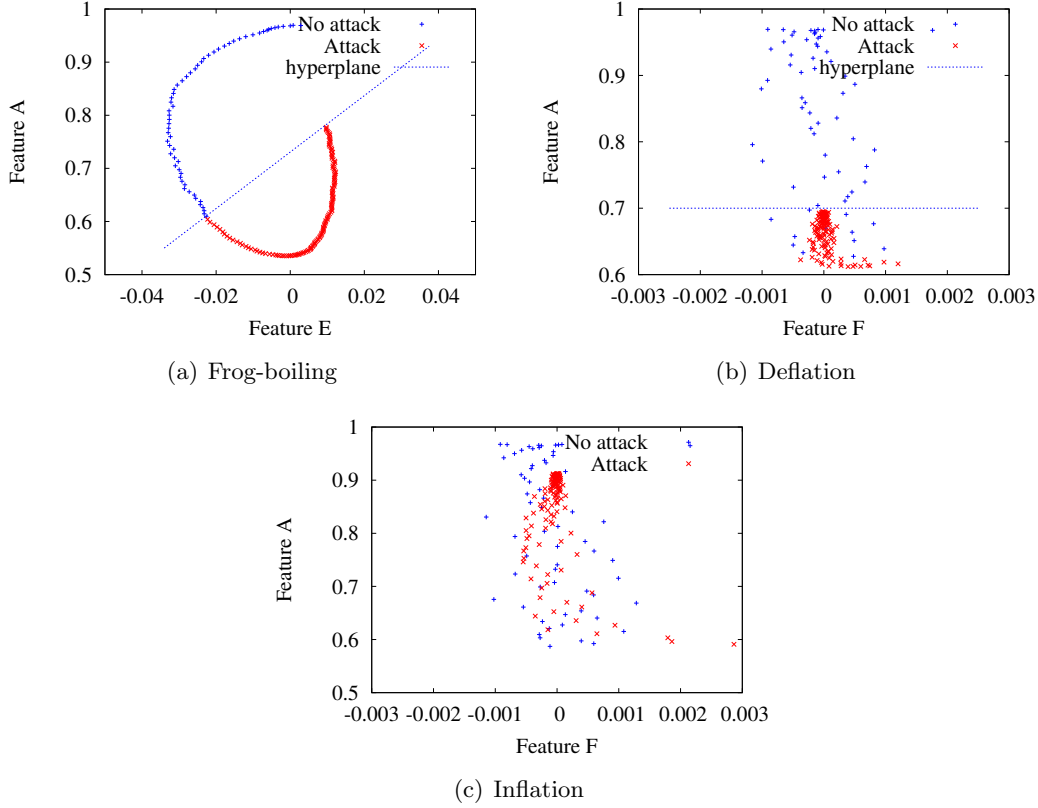 No attack
Attack
hyperplane
1
0.9
0.8
0.7
0.6
0.5
Feature A
-0.04 -0.02 0 0.02 0.04
Feature E
(a) Frog-boiling
No attack
Attack
hyperplane
1
0.9
0.8
0.7
0.6
Feature A
-0.003 -0.002 -0.001 0 0.001 0.002 0.003
Feature F
(b) Deflation
No attack
Attack
1
0.9
0.8
0.7
0.6
0.5
Feature A
-0.003 -0.002 -0.001 0 0.001 0.002 0.003
Feature F
(c) Inflation